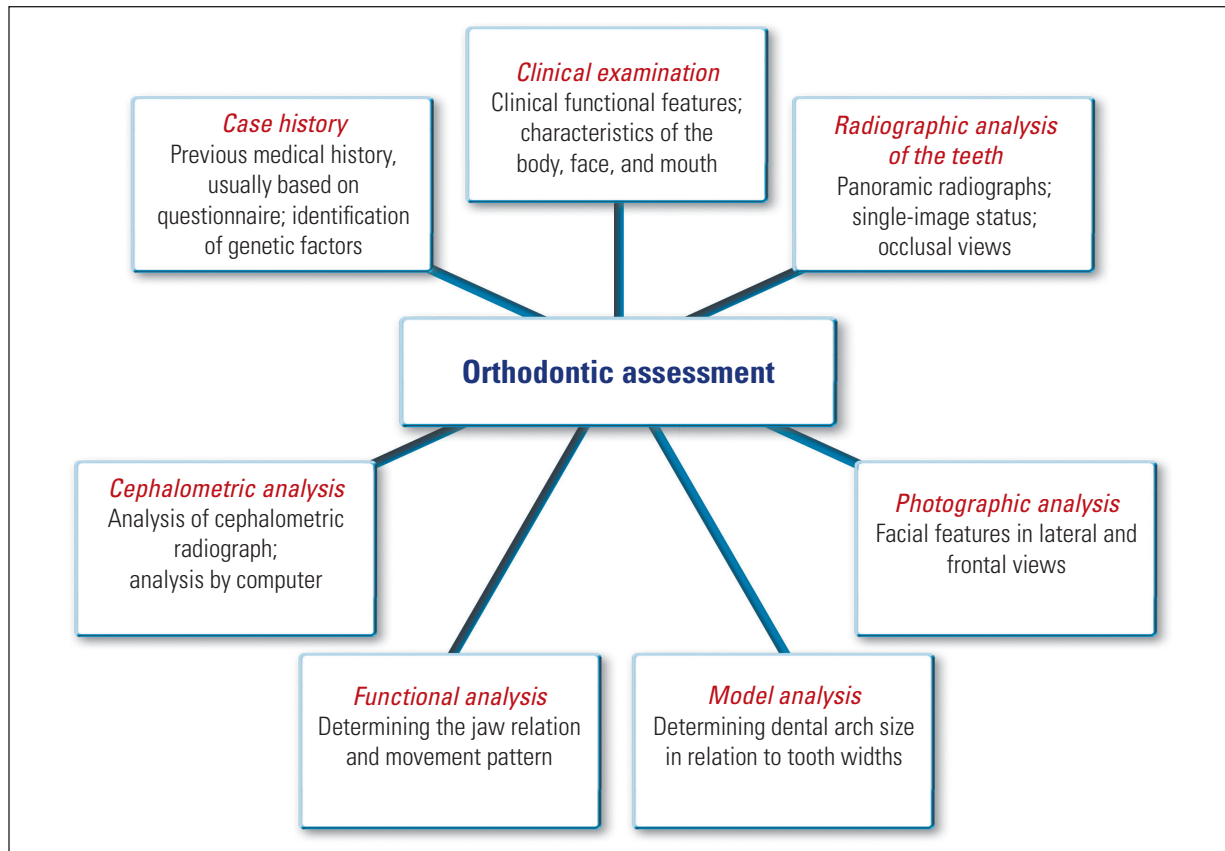 Clinical examination
Clinical functional features;
characteristics of the
body, face, and mouth
Case history
Previous medical history,
usually based on
questionnaire; identification
of genetic factors
Radiographic analysis
of the teeth
Panoramic radiographs;
single-image status;
occlusal views
Orthodontic assessment
Cephalometric analysis
Analysis of cephalometric
radiograph;
analysis by computer
Photographic analysis
Facial features in lateral and
frontal views
Functional analysis
Determining the jaw relation
and movement pattern
Model analysis
Determining dental arch size
in relation to tooth widths